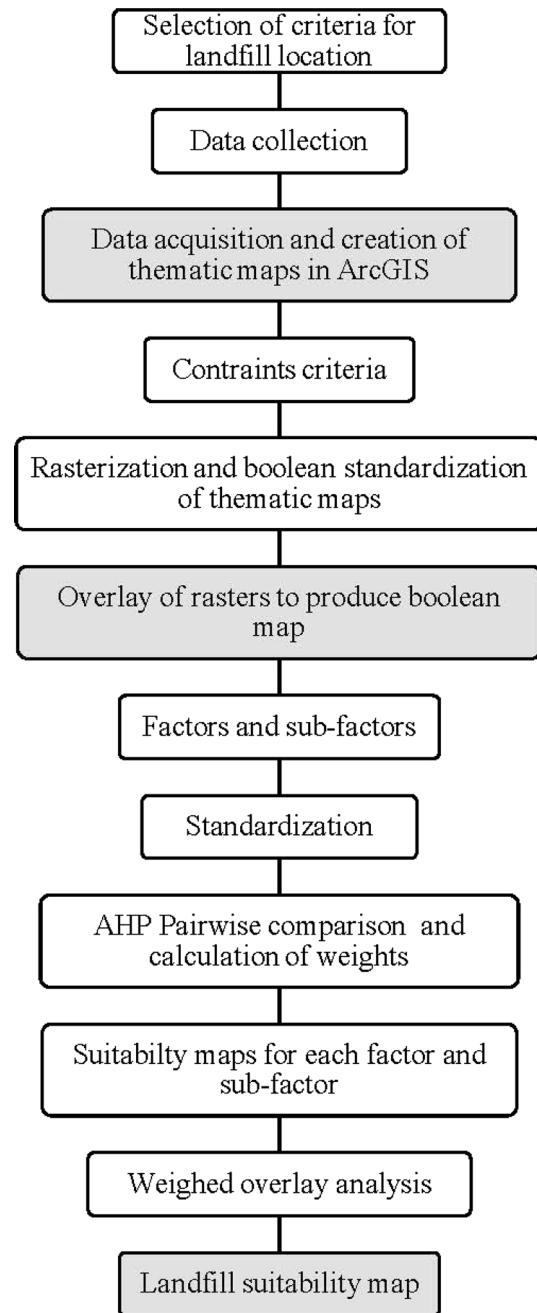 Selection of criteria for
landfill location
Data collection
Data acquisition and creation of
thematic maps in ArcGIS
Contraints criteria
Rasterization and boolean standardization
of thematic maps
Overlay of rasters to produce boolean
map
Factors and sub-factors
Standardization
AHP Pairwise comparison and
calculation of weights
Suitabilty maps for each factor and
sub-factor
Weighed overlay analysis
Landfill suitability map